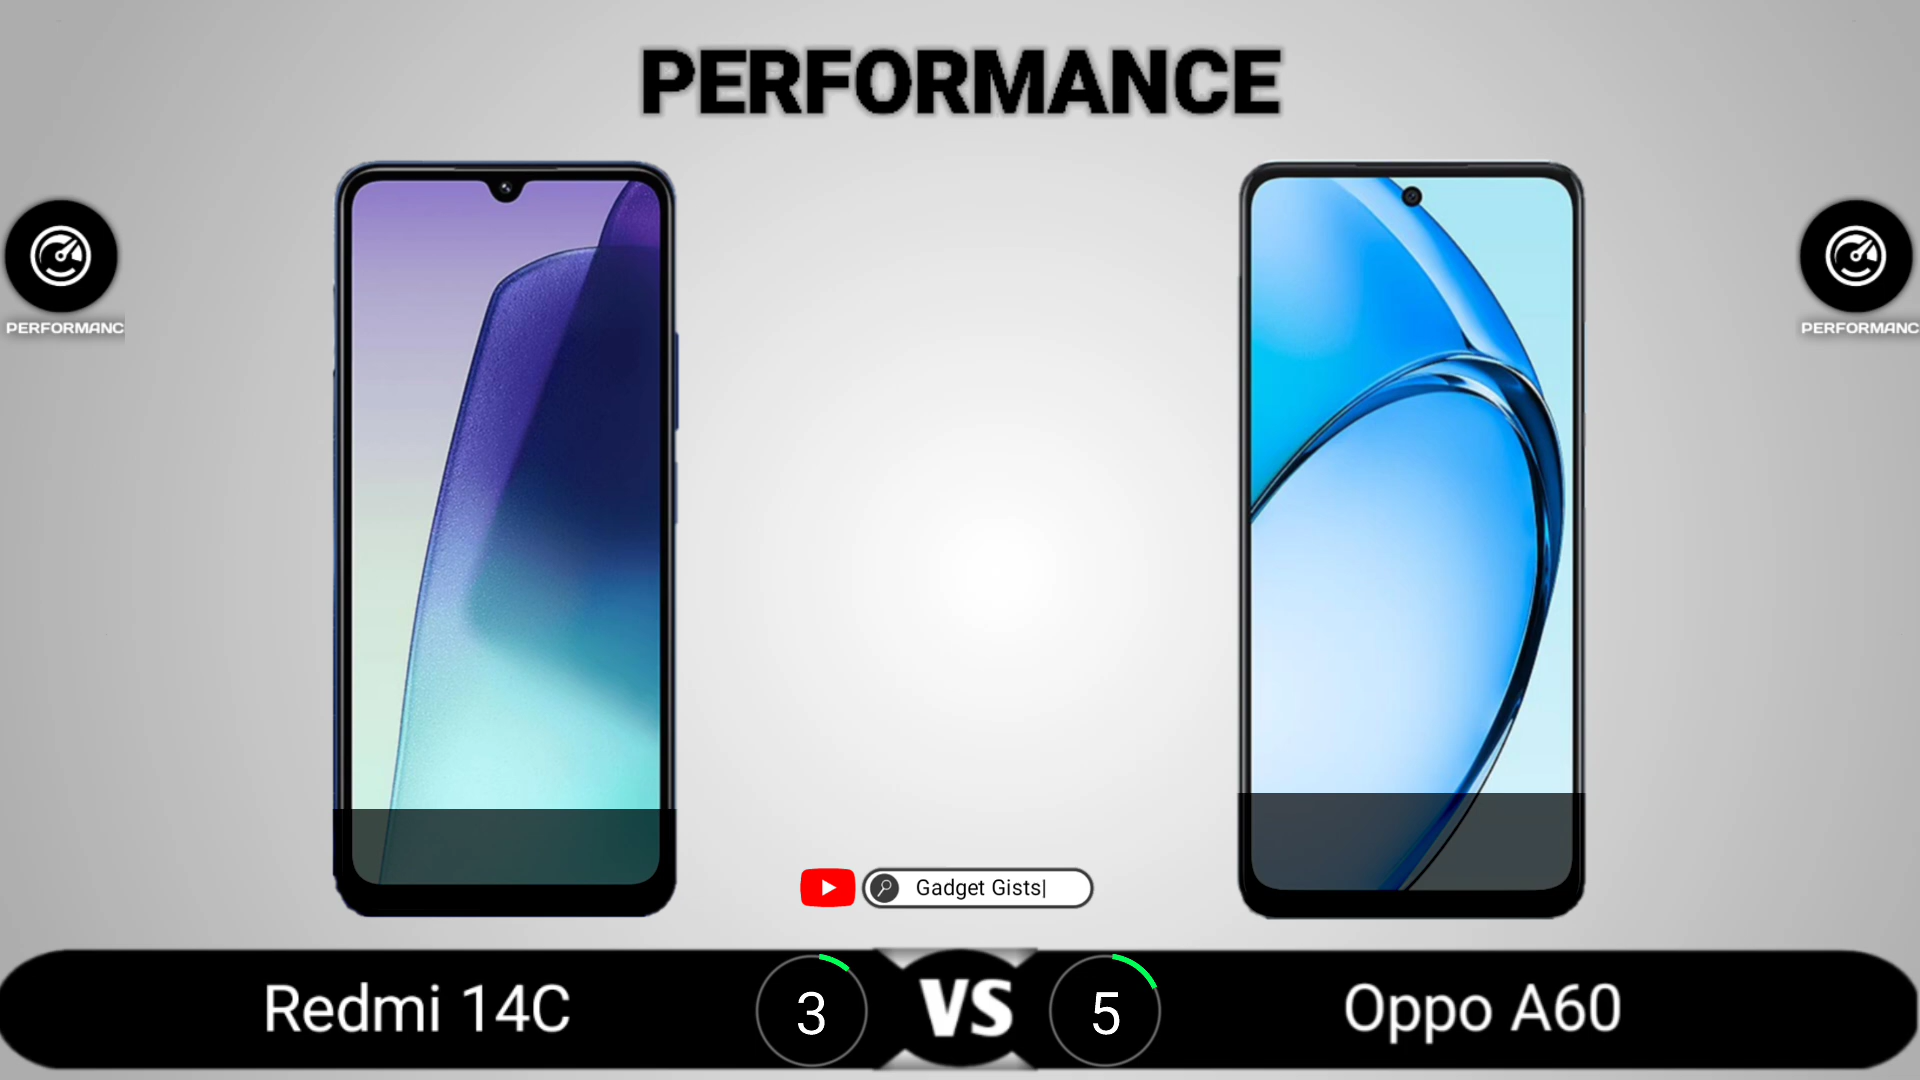 PERFORMANCE
PERFORMANC
PERFORMANC
Gadget Gists|
Redmi 14C
3
VS
5
Oppo A60